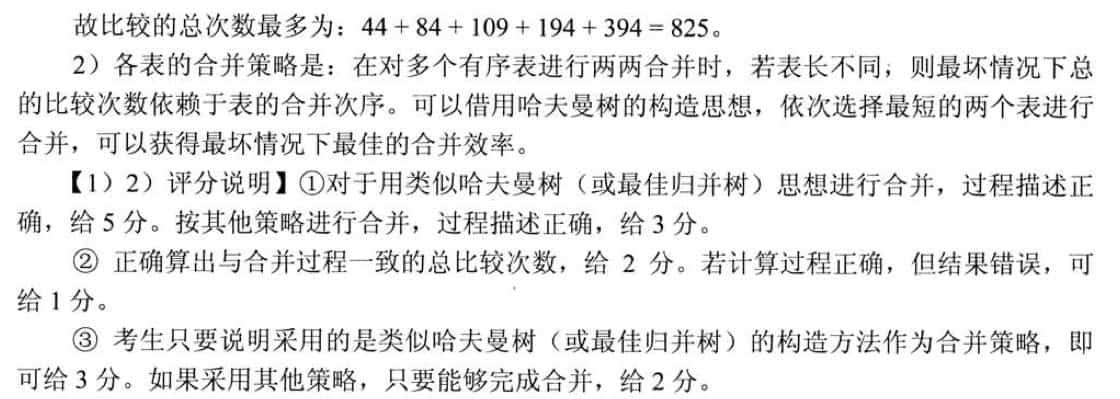 故比较的总次数最多为：44 + 84 + 109 + 194 + 394 = 825。
2）各表的合并策略是：在对多个有序表进行两两合并时，若表长不同，则最坏情况下总
的比较次数依赖于表的合并次序。可以借用哈夫曼树的构造思想，依次选择最短的两个表进行
合并，可以获得最坏情况下最佳的合并效率。
【1）2）评分说明】①对于用类似哈夫曼树（或最佳归并树）思想进行合并，过程描述正
确，给 5 分。按其他策略进行合并，过程描述正确，给 3 分。
② 正确算出与合并过程一致的总比较次数，给 2 分。若计算过程正确，但结果错误，可
给 1 分。
③ 考生只要说明采用的是类似哈夫曼树（或最佳归并树）的构造方法作为合并策略，即
可给 3 分。如果采用其他策略，只要能够完成合并，给 2 分。